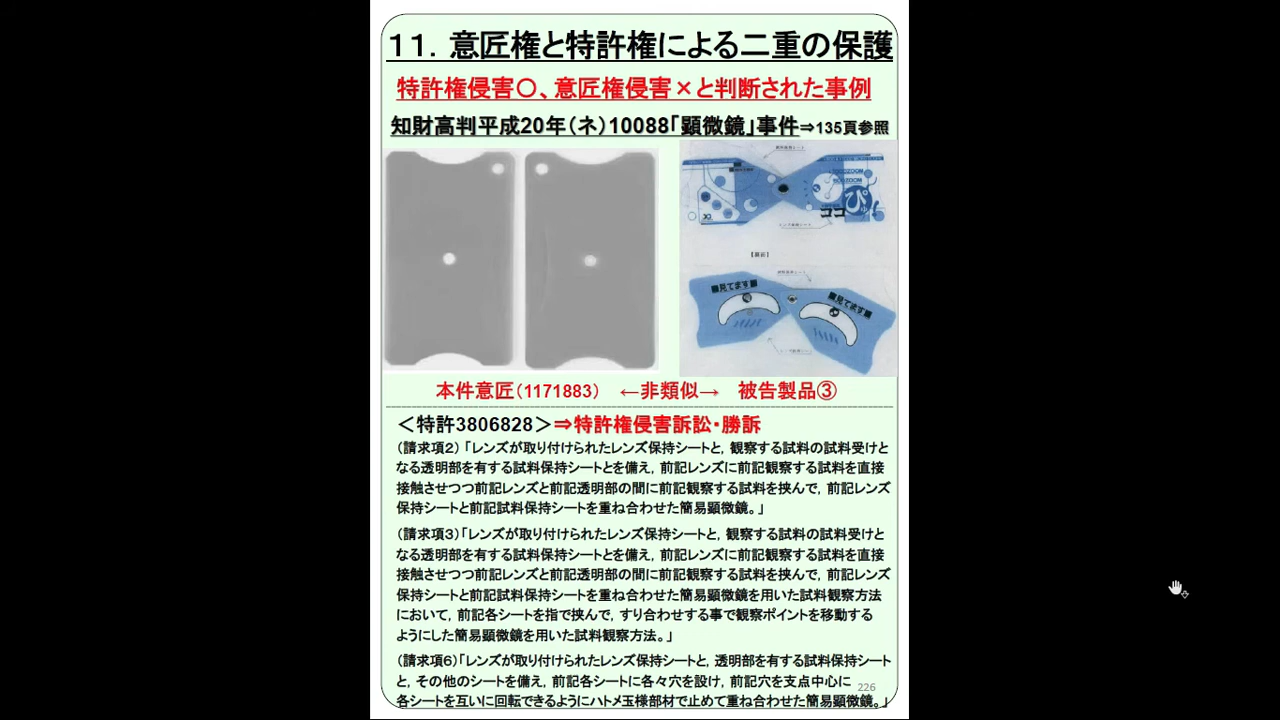 １１．意匠権と特許権による二重の保護
特許権侵害〇、意匠権侵害×と判断された事例
知財高判平成20年（ネ）10088「顕微鏡」事件⇒135頁参照
ココ
ぴ
【裏面】
■見てます■
■見てます■
本件意匠（1171883）　←非類似→　被告製品③
＜特許3806828＞⇒特許権侵害訴訟・勝訴
（請求項２）「レンズが取り付けられたレンズ保持シートと，観察する試料の試料受けと
なる透明部を有する試料保持シートとを備え，前記レンズに前記観察する試料を直接
接触させつつ前記レンズと前記透明部の間に前記観察する試料を挟んで，前記レンズ
保持シートと前記試料保持シートを重ね合わせた簡易顕微鏡。」
（請求項３）「レンズが取り付けられたレンズ保持シートと，観察する試料の試料受けと
なる透明部を有する試料保持シートとを備え，前記レンズに前記観察する試料を直接
接触させつつ前記レンズと前記透明部の間に前記観察する試料を挟んで，前記レンズ
保持シートと前記試料保持シートを重ね合わせた簡易顕微鏡を用いた試料観察方法
において，前記各シートを指で挟んで，すり合わせする事で観察ポイントを移動する
ようにした簡易顕微鏡を用いた試料観察方法。」
（請求項６）「レンズが取り付けられたレンズ保持シートと，透明部を有する試料保持シート
と，その他のシートを備え，前記各シートに各々穴を設け，前記穴を支点中心に
各シートを互いに回転できるようにハトメ玉様部材で止めて重ね合わせた簡易顕微鏡。」
226